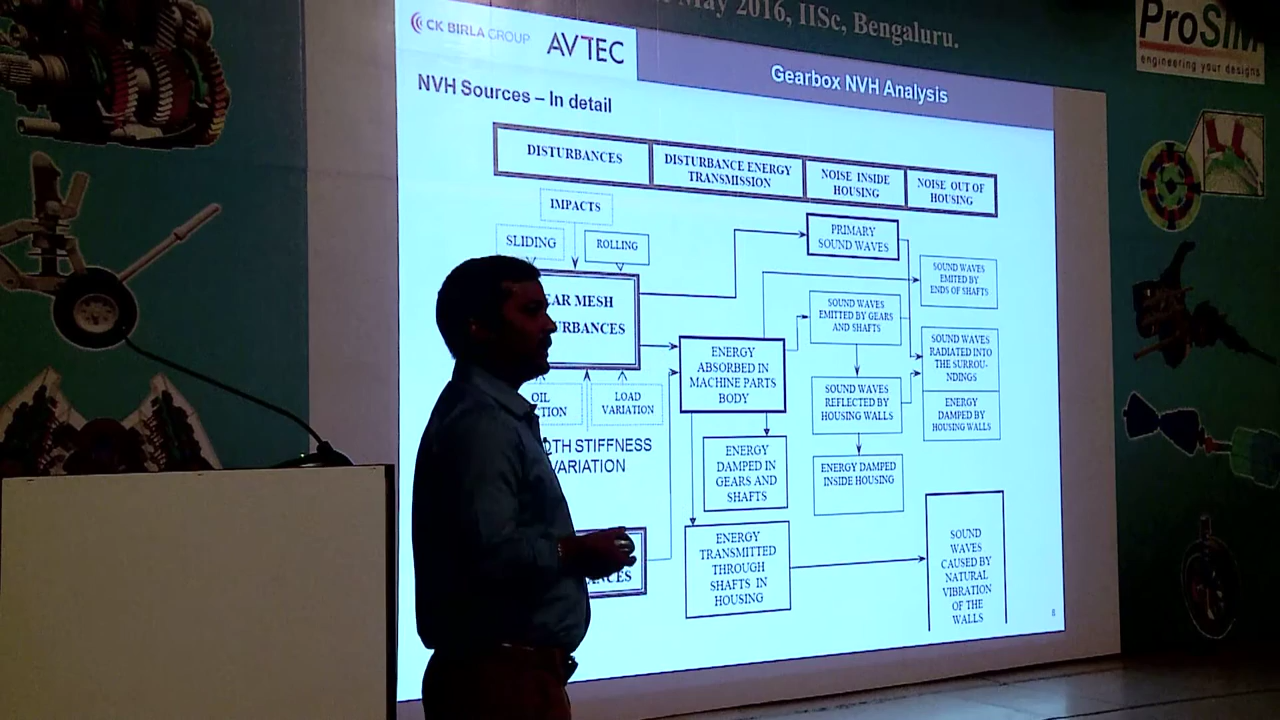 May 2016, IISc, Bengaluru.
ProSIM
engineering your designs
CK BIRLA GROUP
AVTEC
Gearbox NVH Analysis
NVH Sources – In detail
DISTURBANCES
DISTURBANCE ENERGY
TRANSMISSION
NOISE INSIDE
HOUSING
NOISE OUT OF
HOUSING
IMPACTS
SLIDING
ROLLING
PRIMARY
SOUND WAVES
SOUND WAVES
EMITED BY
ENDS OF SHAFTS
MESH
SOUND WAVES
EMITTED BY GEARS
AND SHAFTS
ENERGY
ABSORBED IN
MACHINE PARTS
BODY
SOUND WAVES
RADIATED INTO
THE SURROU-
NDINGS
OIL
LOAD
VARIATION
SOUND WAVES
REFLECTED BY
HOUSING WALLS
ENERGY
DAMPED BY
HOUSING WALLS
STIFFNESS
VARIATION
ENERGY
DAMPED IN
GEARS AND
SHAFTS
ENERGY DAMPED
INSIDE HOUSING
ENERGY
TRANSMITTED
THROUGH
SHAFTS IN
HOUSING
SOUND
WAVES
CAUSED BY
NATURAL
VIBRATION
OF THE
WALLS
8